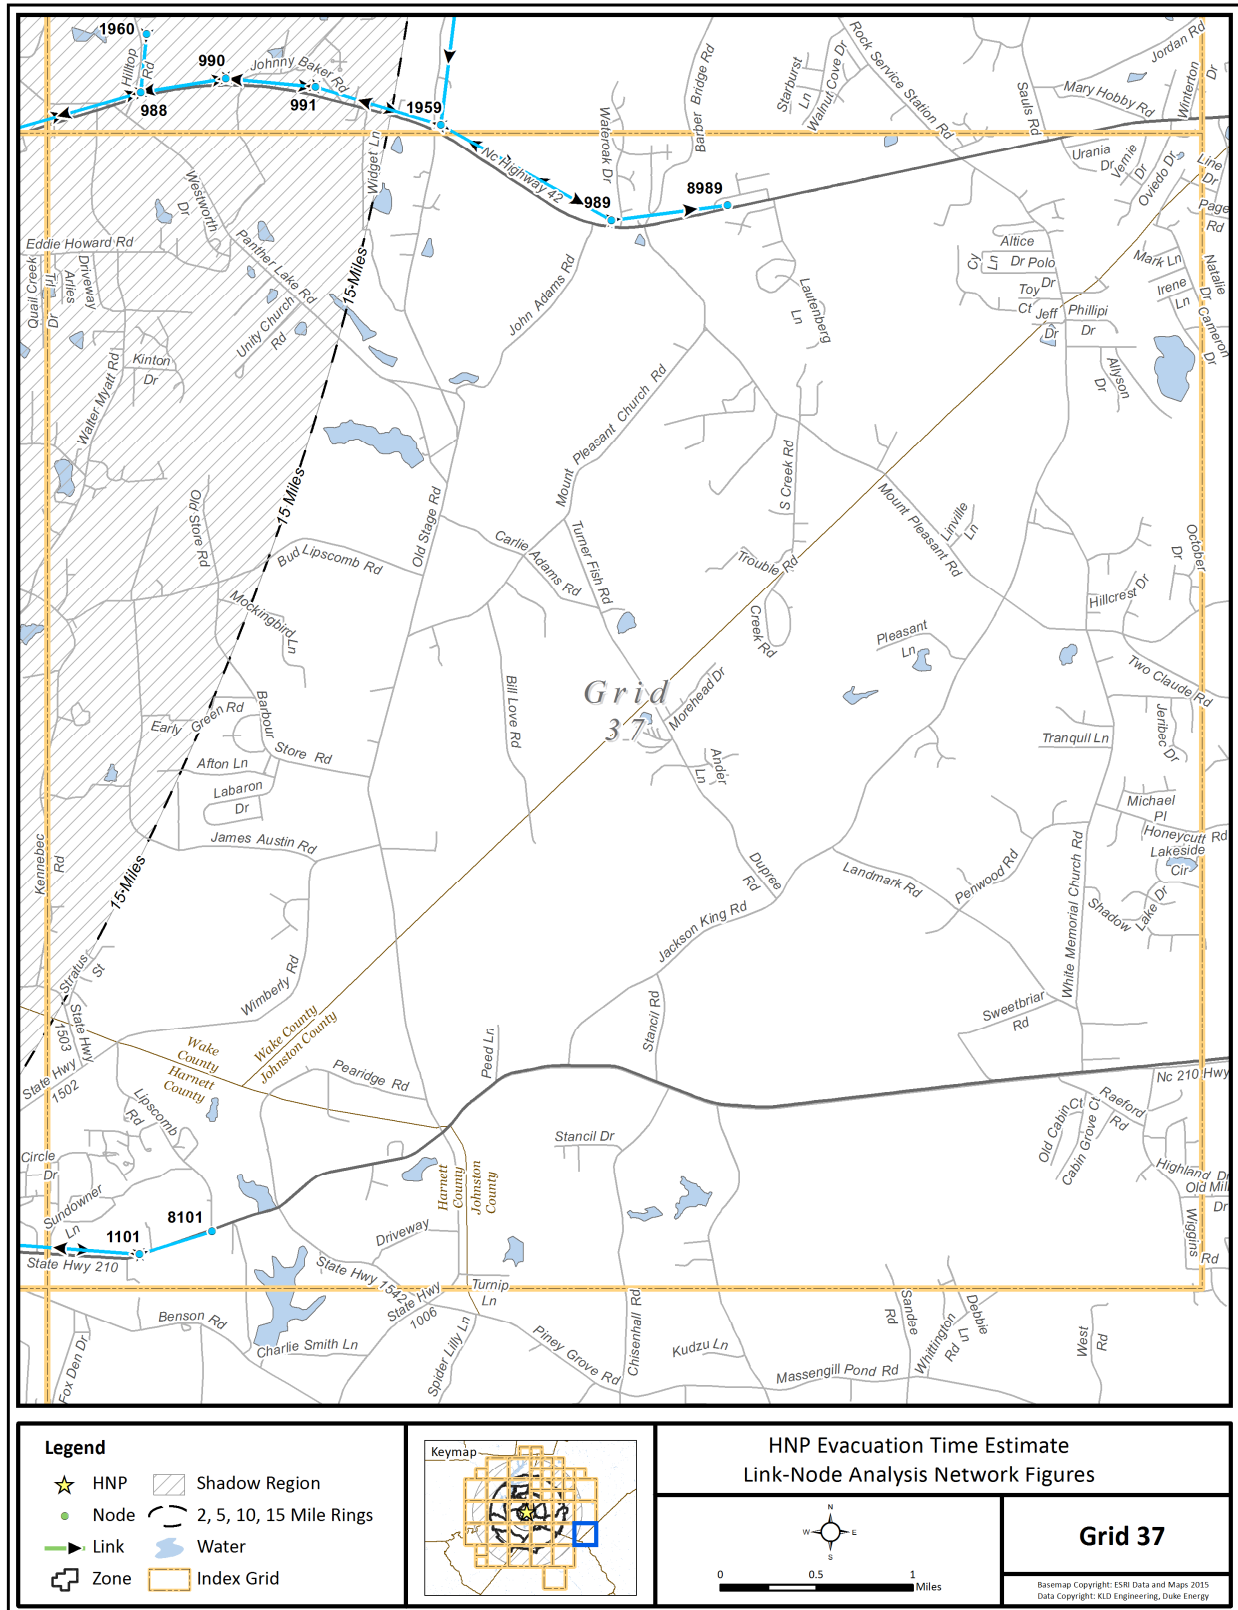 1960
990
Hilltop
Rd
Johnny Baker Rd
988
991
1959
Widget Ln
Nc Highway 42
989
8989
Wateroak Dr
Barber Bridge Rd
Starburst
Ln
Walnut Cove Dr
Rock Service Station Rd
Sauls Rd
Jordan Rd
Mary Hobby Rd
Winterton
Dr
Urania
Dr
Vernie
Dr
Oviedo Dr
Line
Dr
Page
Rd
Westworth
Dr
Eddie Howard Rd
Panther Lake Rd
15-Miles
Quail Creek
Dr
Tri
Arlies
Driveway
Unity Church
Rd
John Adams Rd
Lautenberg
Ln
Altice
Dr
Cy
Ln
Polo
Dr
Toy
Ct
Jeff
Dr
Phillipi
Dr
Mark Ln
Irene
Ln
Natalie
Dr
Cameron
Dr
Allyson
Dr
Walter Myatt Rd
Kinton
Dr
Mount Pleasant Church Rd
S Creek Rd
15 Miles
Old Store Rd
Old Stage Rd
Bud Lipscomb Rd
Carlie Adams Rd
Turner Fish Rd
Trouble Rd
Mount Pleasant Rd
Linville
Ln
October
Dr
Hillcrest Dr
Mockingbird
Ln
Creek Rd
Pleasant
Ln
Two Claude Rd
Grid
37
Morehead Dr
Bill Love Rd
Early Green Rd
Barbour
Store Rd
Afton Ln
Labaron
Dr
Ander
Ln
Tranquil Ln
Jeribec Dr
Michael
Pl
Honeycutt Rd
Lakeside
Cir
James Austin Rd
Kennebec
Rd
15-Miles
Dupree
Rd
Landmark Rd
Penwood Rd
White Memorial Church Rd
Shadow
Lake Dr
Jackson King Rd
Stratus
St
Wimberly Rd
State Hwy
1503
Stancil Rd
Sweetbriar
Rd
Wake
County
Harnett
County
Wake County
Johnston County
Peed Ln
Pearidge Rd
State Hwy
1502
Nc 210 Hwy
Lipscomb
Rd
Raeford
Rd
Old Cabin Ct
Cabin Grove Ct
Stancil Dr
Circle
Dr
Harnett
County
Johnston
County
Highland Dr
Old Mill
Dr
Sundowner
Ln
8101
1101
Driveway
Wiggins
Rd
State Hwy 210
State Hwy 1542
State Hwy
1006
Turnip
Ln
Benson Rd
Charlie Smith Ln
Fox Den Dr
Spider Lilly Ln
Piney Grove Rd
Chisenhall Rd
Kudzu Ln
Massengill Pond Rd
Sandee
Rd
Whittington
Rd
Debbie
Ln
West
Rd
Legend
HNP
Shadow Region
Node
2, 5, 10, 15 Mile Rings
Link
Water
Zone
Index Grid
Keymap
HNP Evacuation Time Estimate
Link-Node Analysis Network Figures
N
W
E
S
0
0.5
1
Miles
Grid 37
Basemap Copyright: ESRI Data and Maps 2015
Data Copyright: KLD Engineering, Duke Energy